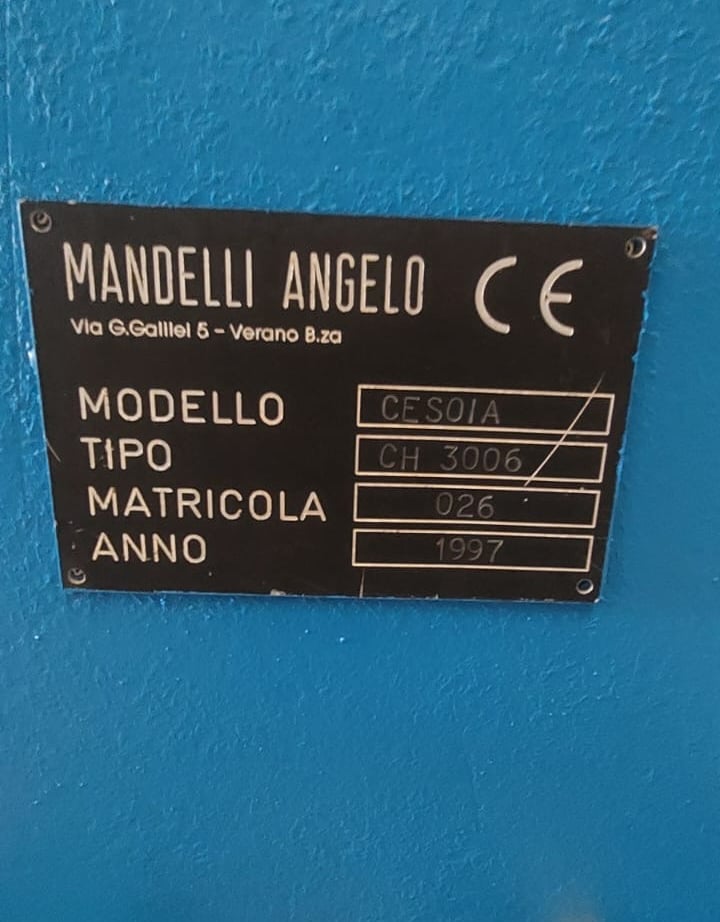 MANDELLI ANGELO CE
Via G.Galilei 5 - Verano B.za
MODELLO CESOIA
TIPO CH 3006
MATRICOLA 026
ANNO 1997